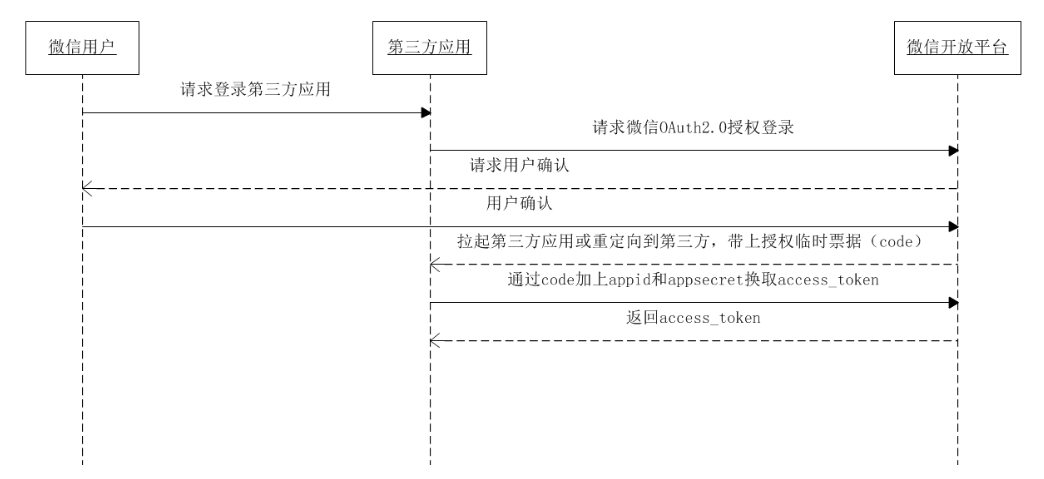 微信用户
第三方应用
微信开放平台
请求登录第三方应用
请求微信OAuth2.0授权登录
请求用户确认
用户确认
拉起第三方应用或重定向到第三方，带上授权临时票据（code）
通过code加上appid和appsecret换取access_token
返回access_token